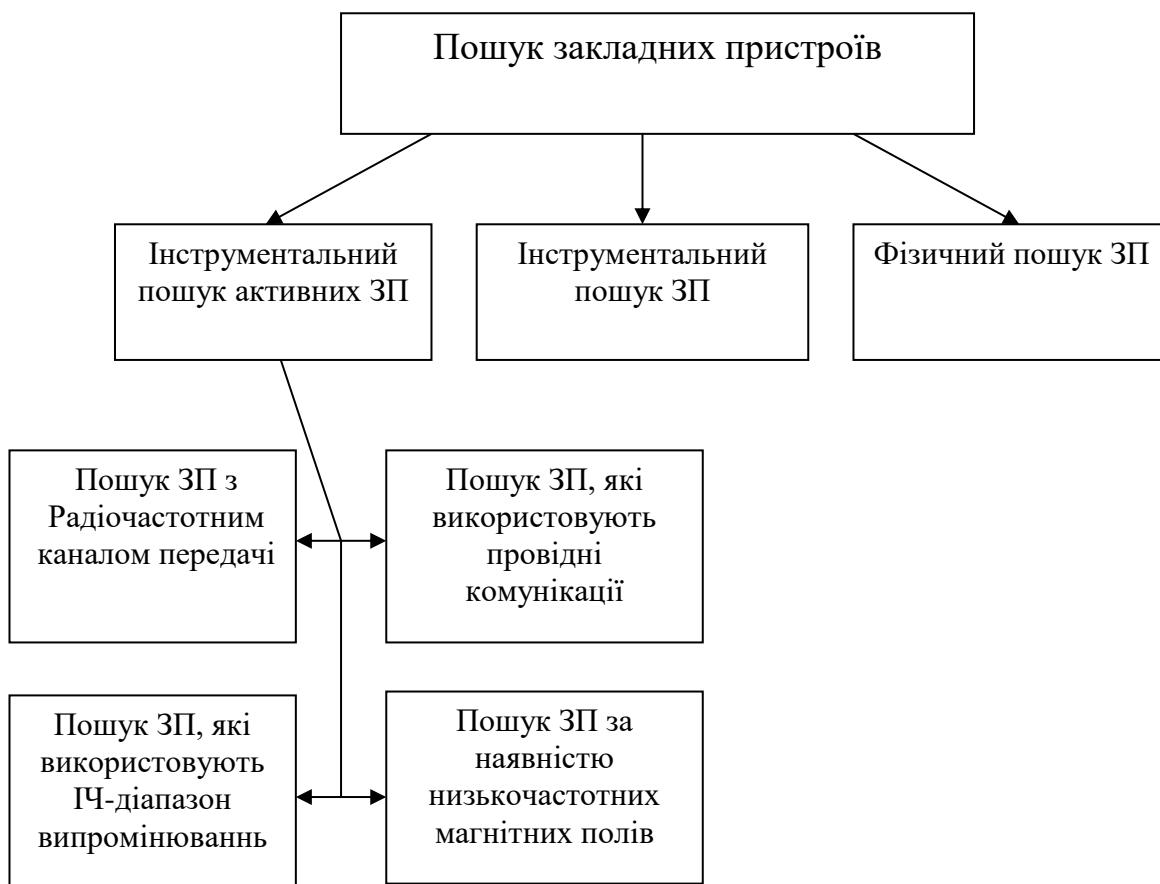 Пошук закладних пристроїв
Інструментальний
пошук активних ЗП
Інструментальний
пошук ЗП
Фізичний пошук ЗП
Пошук ЗП з
Радіочастотним
каналом передачі
Пошук ЗП, які
використовують
провідні
комунікації
Пошук ЗП, які
використовують
ІЧ-діапазон
випромінюваннь
Пошук ЗП за
наявністю
низькочастотних
магнітних полів